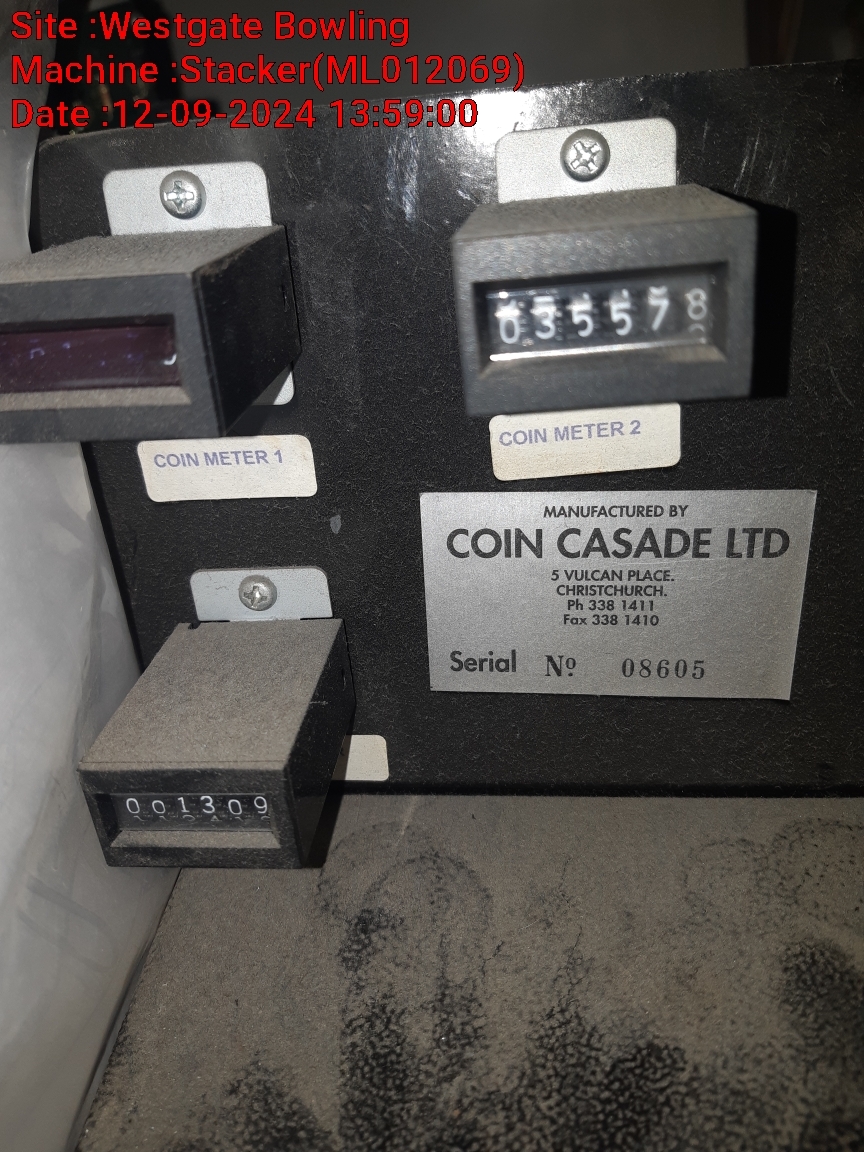 Site :Westgate Bowling
Machine :Stacker(ML012069)
Date :12-09-2024 13:59:00
035578
COIN METER 1
COIN METER 2
MANUFACTURED BY
COIN CASADE LTD
5 VULCAN PLACE.
CHRISTCHURCH.
Ph 338 1411
Fax 338 1410
Serial Nº 08605
001309